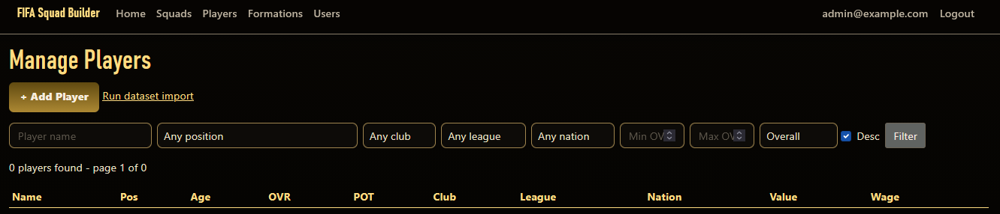 FIFA Squad Builder Home Squads Players Formations Users admin@example.com Logout
Manage Players
+ Add Player Run dataset import
Player name Any position Any club Any league Any nation Min OV Max OV Overall Desc Filter
0 players found - page 1 of 0
Name Pos Age OVR POT Club League Nation Value Wage